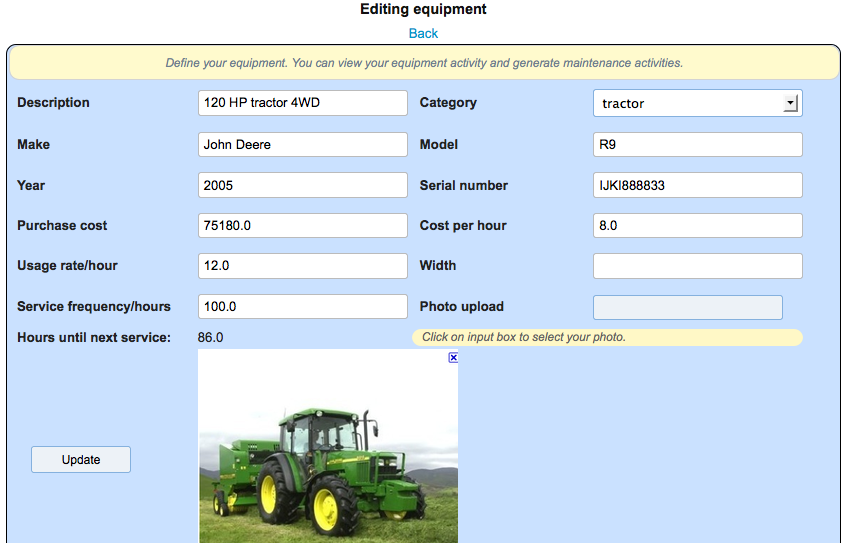 Editing equipment
Back
Define your equipment. You can view your equipment activity and generate maintenance activities.
Description 120 HP tractor 4WD Category tractor
Make John Deere Model R9
Year 2005 Serial number IJKI888833
Purchase cost 75180.0 Cost per hour 8.0
Usage rate/hour 12.0 Width
Service frequency/hours 100.0 Photo upload
Hours until next service: 86.0 Click on input box to select your photo.
Update